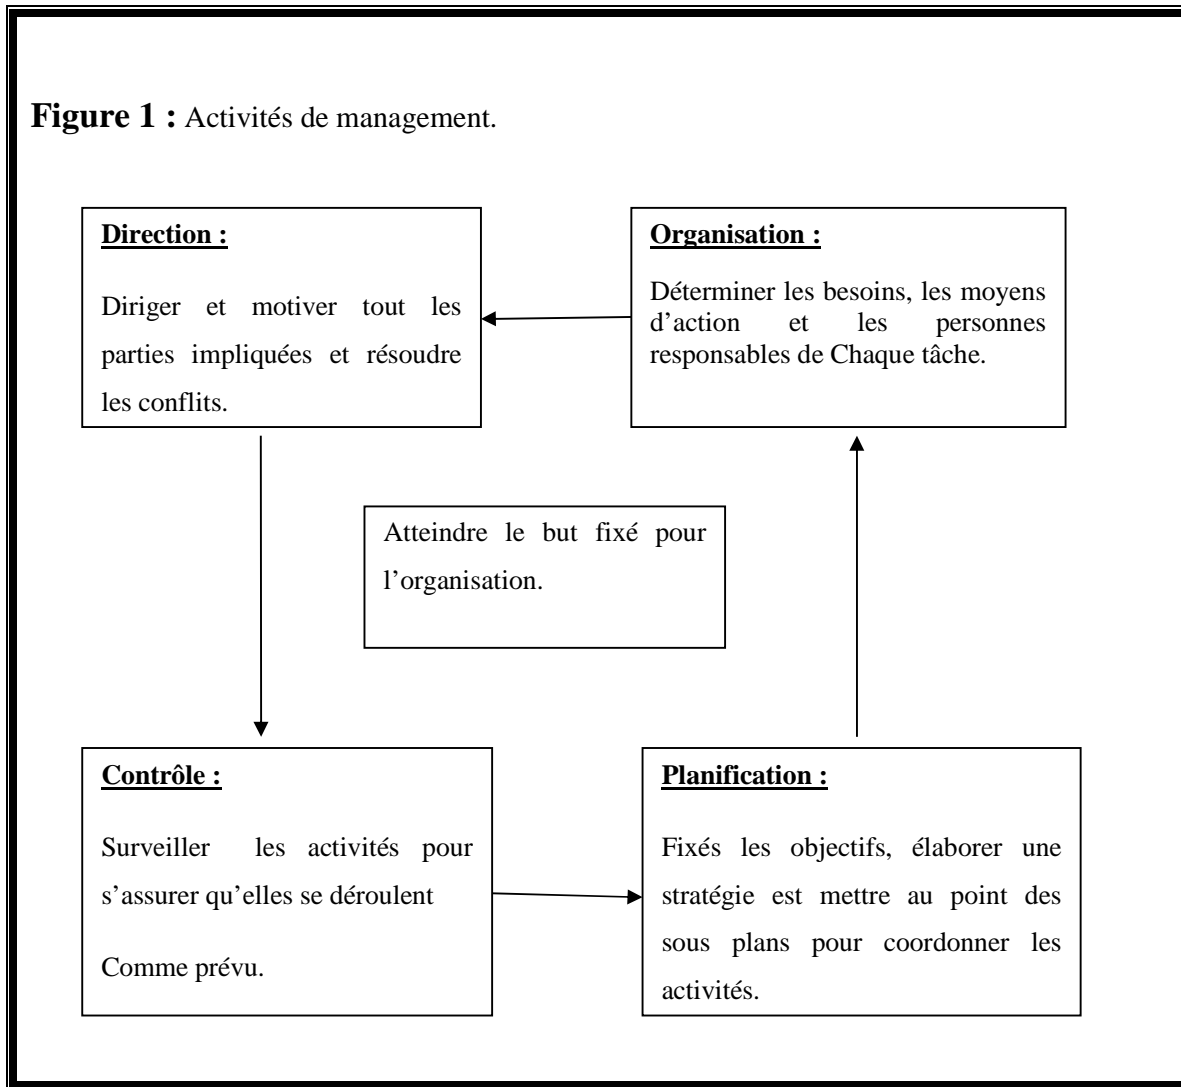 Figure 1 : Activités de management.
Direction :
Diriger et motiver tout les
parties impliquées et résoudre
les conflits.
Organisation :
Déterminer les besoins, les moyens
d’action et les personnes
responsables de Chaque tâche.
Atteindre le but fixé pour
l’organisation.
Contrôle :
Surveiller les activités pour
s’assurer qu’elles se déroulent
Comme prévu.
Planification :
Fixés les objectifs, élaborer une
stratégie est mettre au point des
sous plans pour coordonner les
activités.